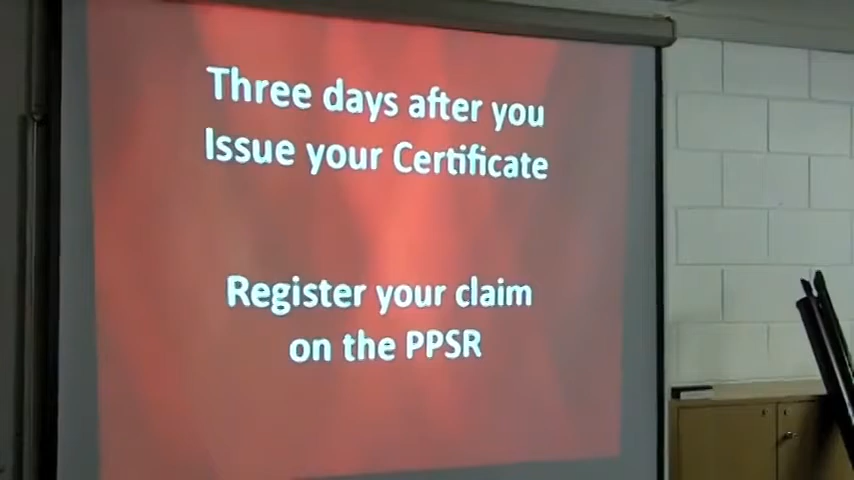 Three days after you
Issue your Certificate
Register your claim
on the PPSR